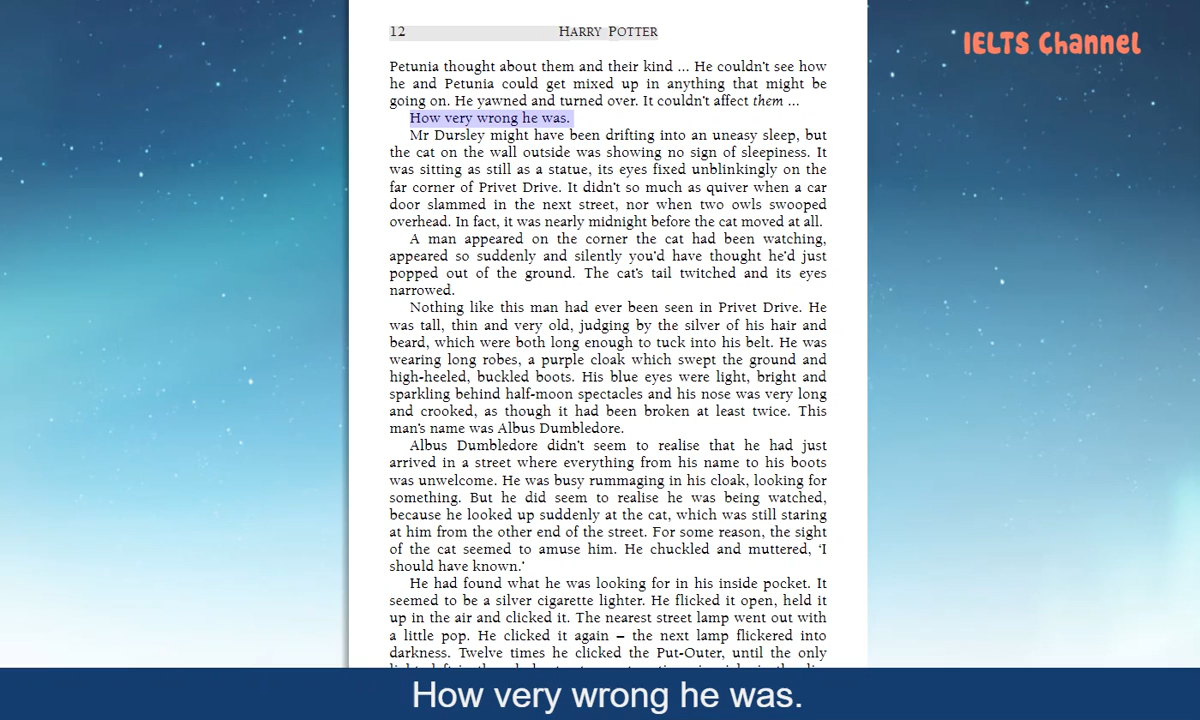 12 HARRY POTTER
IELTS Channel
Petunia thought about them and their kind ... He couldn't see how
he and Petunia could get mixed up in anything that might be
going on. He yawned and turned over. It couldn't affect them ...
How very wrong he was.
Mr Dursley might have been drifting into an uneasy sleep, but
the cat on the wall outside was showing no sign of sleepiness. It
was sitting as still as a statue, its eyes fixed unblinkingly on the
far corner of Privet Drive. It didn't so much as quiver when a car
door slammed in the next street, nor when two owls swooped
overhead. In fact, it was nearly midnight before the cat moved at all.
A man appeared on the corner the cat had been watching,
appeared so suddenly and silently you'd have thought he'd just
popped out of the ground. The cat's tail twitched and its eyes
narrowed.
Nothing like this man had ever been seen in Privet Drive. He
was tall, thin and very old, judging by the silver of his hair and
beard, which were both long enough to tuck into his belt. He was
wearing long robes, a purple cloak which swept the ground and
high-heeled, buckled boots. His blue eyes were light, bright and
sparkling behind half-moon spectacles and his nose was very long
and crooked, as though it had been broken at least twice. This
man's name was Albus Dumbledore.
Albus Dumbledore didn't seem to realise that he had just
arrived in a street where everything from his name to his boots
was unwelcome. He was busy rummaging in his cloak, looking for
something. But he did seem to realise he was being watched,
because he looked up suddenly at the cat, which was still staring
at him from the other end of the street. For some reason, the sight
of the cat seemed to amuse him. He chuckled and muttered, 'I
should have known.'
He had found what he was looking for in his inside pocket. It
seemed to be a silver cigarette lighter. He flicked it open, held it
up in the air and clicked it. The nearest street lamp went out with
a little pop. He clicked it again – the next lamp flickered into
darkness. Twelve times he clicked the Put-Outer, until the only
How very wrong he was.